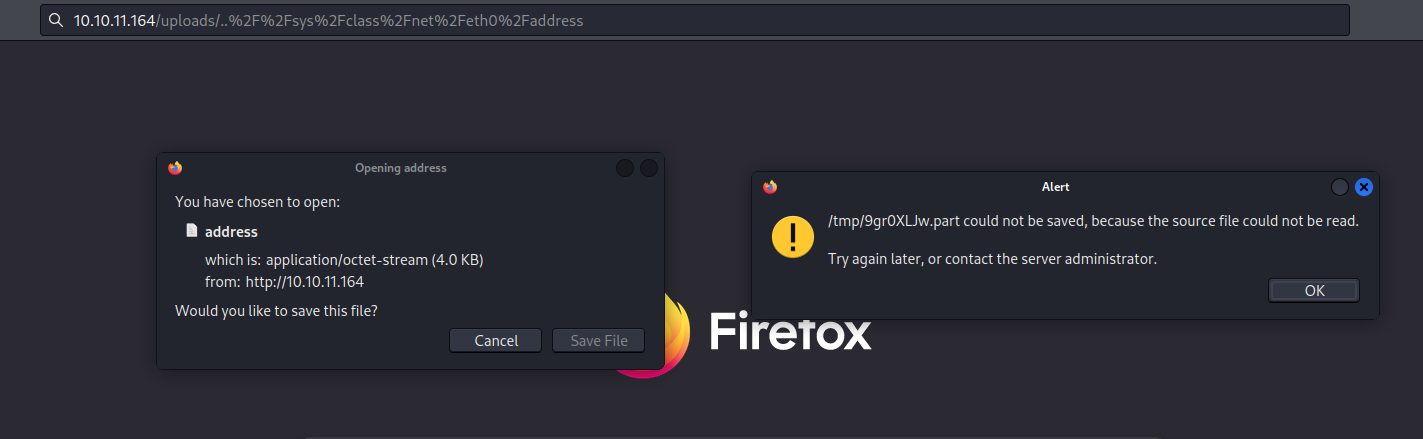 10.10.11.164/uploads/..%2F%2Fsys%2Fclass%2Fnet%2Feth0%2Faddress
Opening address
You have chosen to open:
address
which is: application/octet-stream (4.0 KB)
from: http://10.10.11.164
Would you like to save this file?
Cancel
Save File
Alert
/tmp/9gr0XLJw.part could not be saved, because the source file could not be read.
Try again later, or contact the server administrator.
OK
Firefox